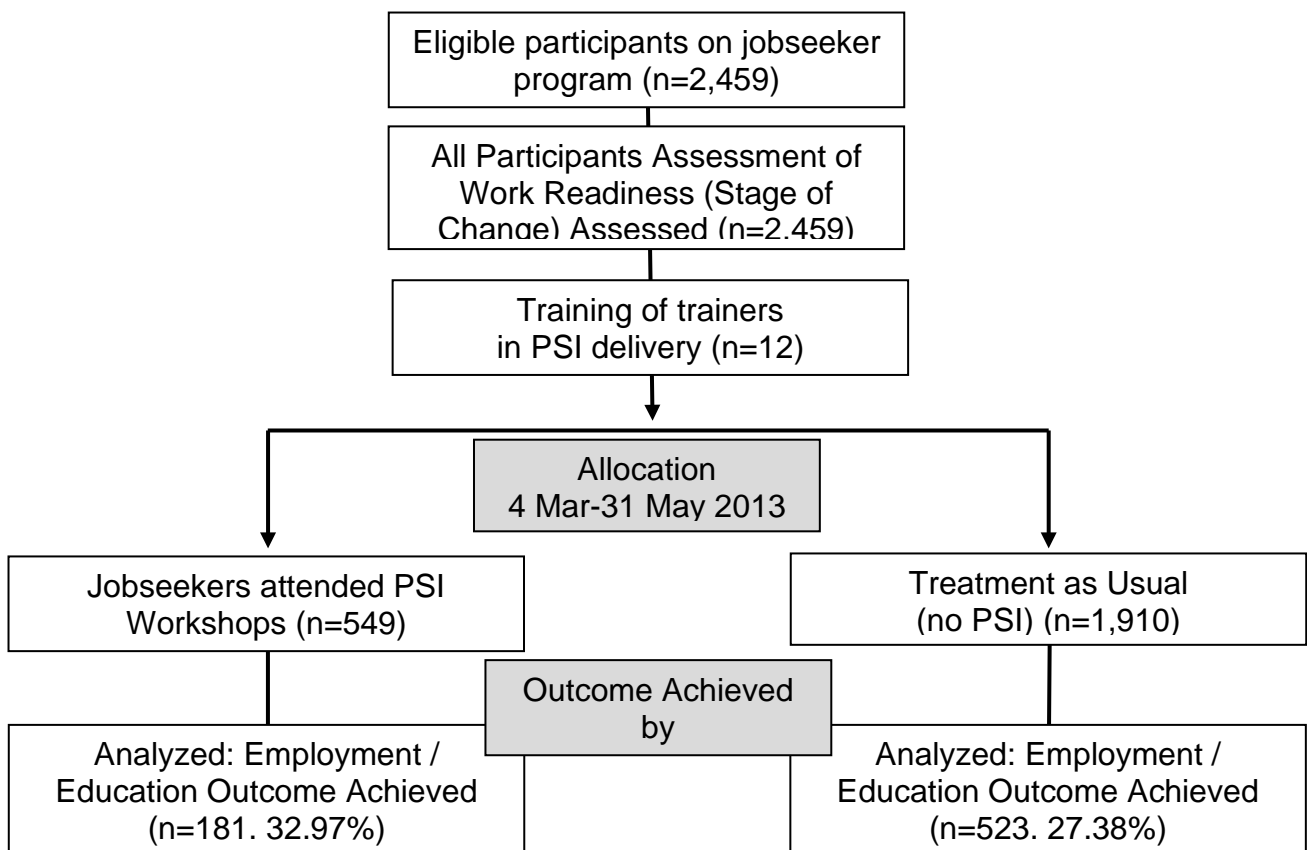 Eligible participants on jobseeker
program (n=2,459)
All Participants Assessment of
Work Readiness (Stage of
Change) Assessed (n=2,459)
Training of trainers
in PSI delivery (n=12)
Allocation
4 Mar-31 May 2013
Jobseekers attended PSI
Workshops (n=549)
Treatment as Usual
(no PSI) (n=1,910)
Outcome Achieved
by
Analyzed: Employment /
Education Outcome Achieved
(n=181. 32.97%)
Analyzed: Employment /
Education Outcome Achieved
(n=523. 27.38%)